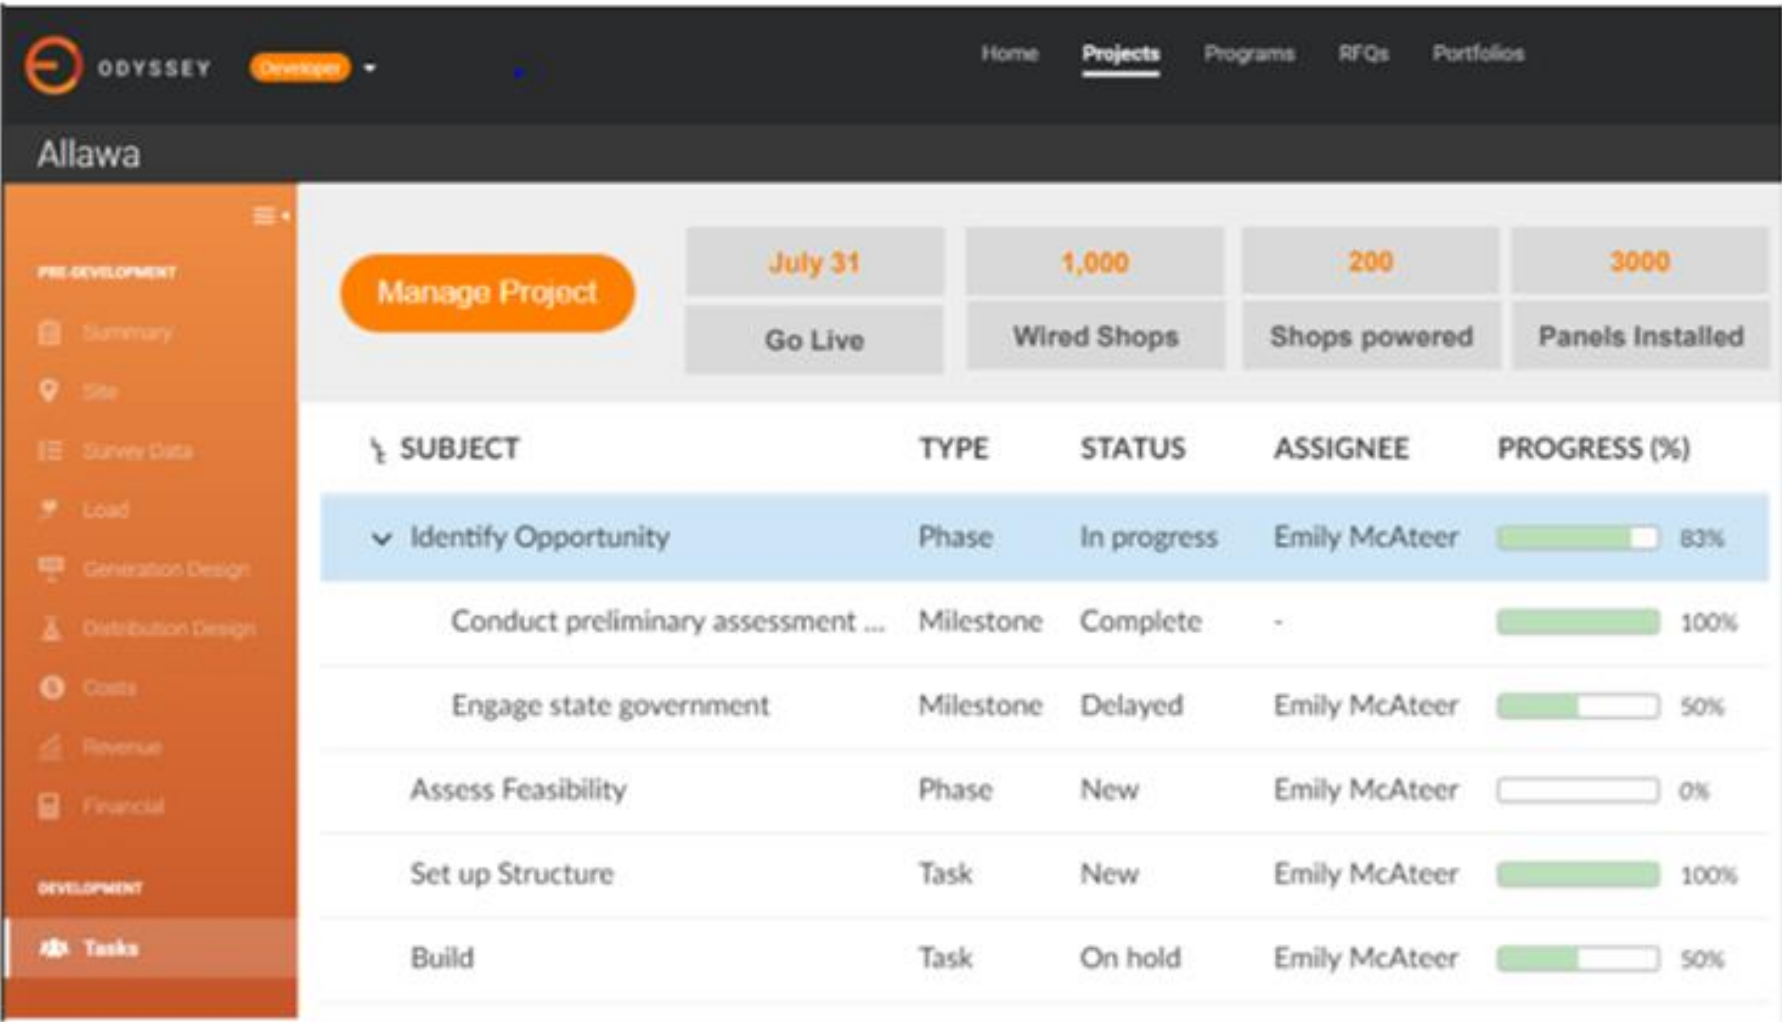 ODYSSEY Developer Home Projects Programs RFQs Portfolios
Allawa
PRE-DEVELOPMENT
Summary
Site
Survey Data
Load
Generation Design
Distribution Design
Costs
Revenue
Financial
DEVELOPMENT
Tasks
Manage Project
July 31 1,000 200 3000
Go Live Wired Shops Shops powered Panels Installed
SUBJECT TYPE STATUS ASSIGNEE PROGRESS (%)
Identify Opportunity Phase In progress Emily McAteer 83%
Conduct preliminary assessment ... Milestone Complete - 100%
Engage state government Milestone Delayed Emily McAteer 50%
Assess Feasibility Phase New Emily McAteer 0%
Set up Structure Task New Emily McAteer 100%
Build Task On hold Emily McAteer 50%